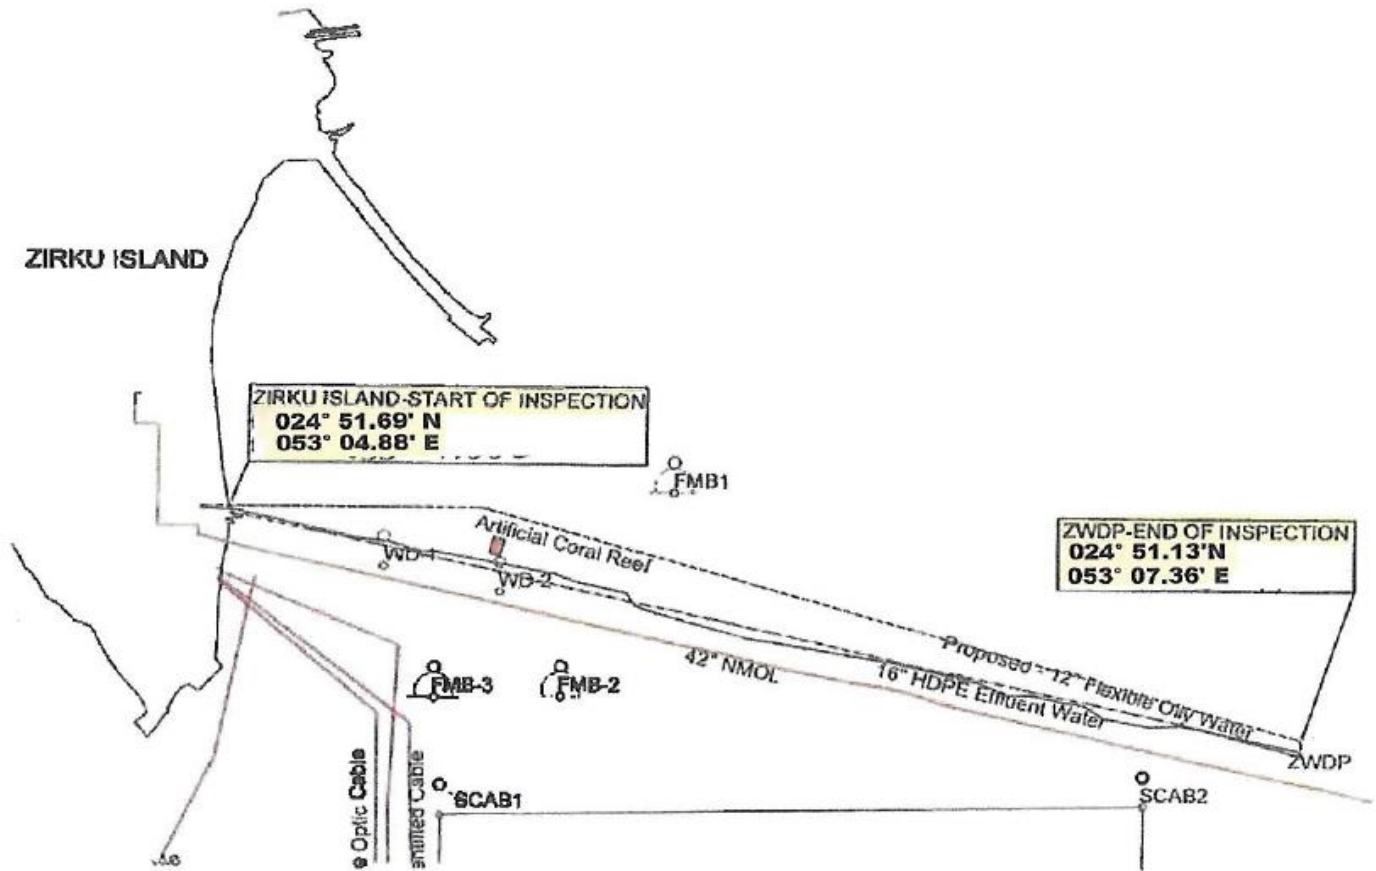 ZIRKU ISLAND
ZIRKU ISLAND-START OF INSPECTION
024° 51.69' N
053° 04.88' E
FMB1
Artificial Coral Reef
WD-1
WD-2
ZWDP-END OF INSPECTION
024° 51.13'N
053° 07.36' E
Proposed - 12" Flexible Oily Water
42" NMOL
16" HDPE Effluent Water
FMB-3
FMB-2
ZWDP
SCAB1
SCAB2
Optic Cable
Cable